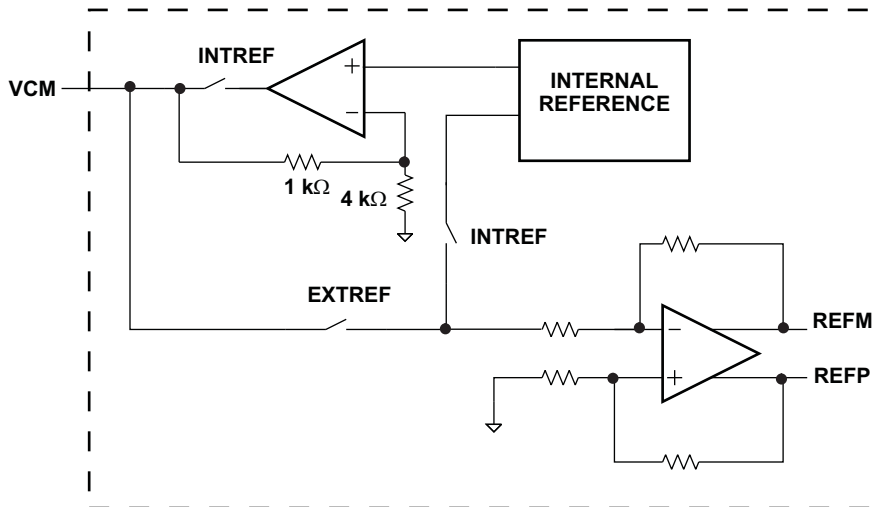 INTREF
VCM
INTERNAL
REFERENCE
1 kΩ
4 kΩ
INTREF
EXTREF
REFM
REFP